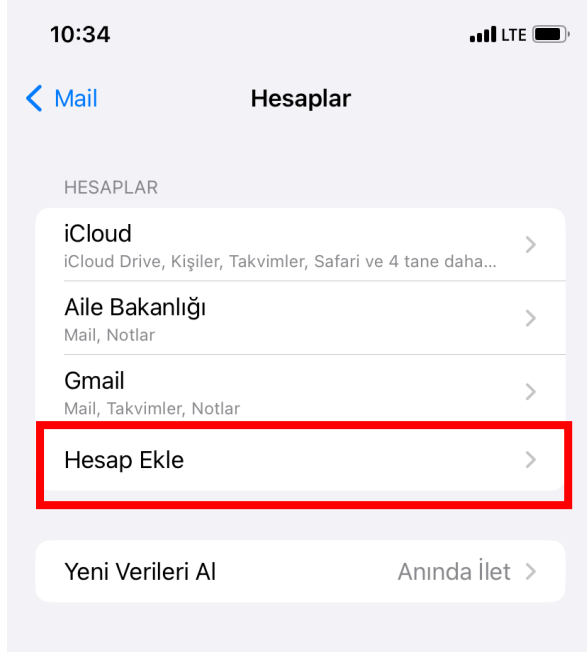 10:34
LTE
Mail
Hesaplar
HESAPLAR
iCloud
iCloud Drive, Kişiler, Takvimler, Safari ve 4 tane daha...
Aile Bakanlığı
Mail, Notlar
Gmail
Mail, Takvimler, Notlar
Hesap Ekle
Yeni Verileri Al
Anında İlet